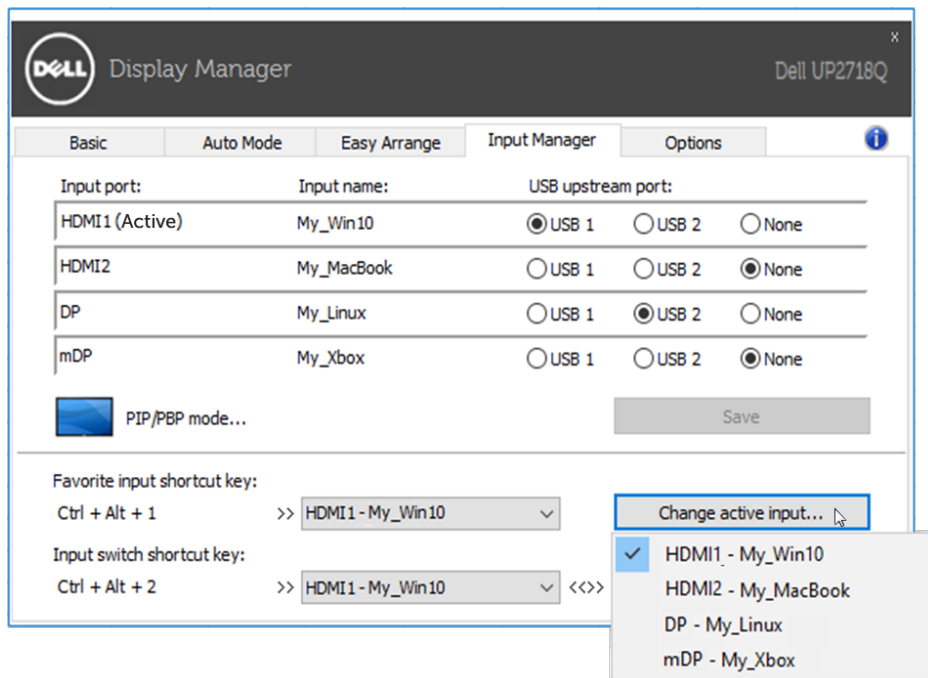 x
DELL Display Manager
Dell UP2718Q
Basic Auto Mode Easy Arrange Input Manager Options i
Input port: Input name: USB upstream port:
HDMI1 (Active) My_Win10 USB 1 USB 2 None
HDMI2 My_MacBook USB 1 USB 2 None
DP My_Linux USB 1 USB 2 None
mDP My_Xbox USB 1 USB 2 None
PIP/PBP mode... Save
Favorite input shortcut key:
Ctrl + Alt + 1 >> HDMI1 - My_Win10 Change active input...
Input switch shortcut key:
Ctrl + Alt + 2 >> HDMI1 - My_Win10 <<>>
HDMI1 - My_Win10
HDMI2 - My_MacBook
DP - My_Linux
mDP - My_Xbox